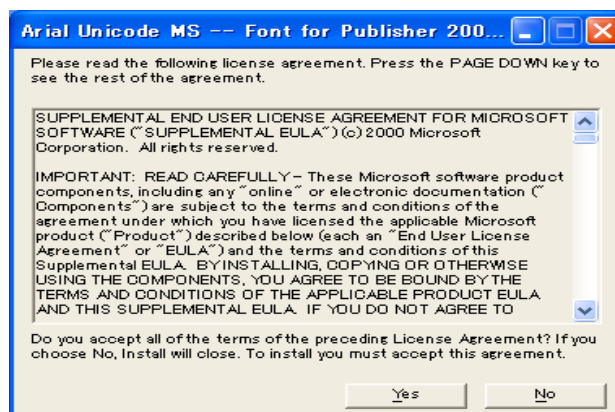 Arial Unicode MS -- Font for Publisher 200...
Please read the following license agreement. Press the PAGE DOWN key to
see the rest of the agreement.
SUPPLEMENTAL END USER LICENSE AGREEMENT FOR MICROSOFT
SOFTWARE ("SUPPLEMENTAL EULA") (c) 2000 Microsoft
Corporation. All rights reserved.
IMPORTANT: READ CAREFULLY - These Microsoft software product
components, including any "online" or electronic documentation ("
Components") are subject to the terms and conditions of the
agreement under which you have licensed the applicable Microsoft
product ("Product") described below (each an "End User License
Agreement" or "EULA") and the terms and conditions of this
Supplemental EULA. BY INSTALLING, COPYING OR OTHERWISE
USING THE COMPONENTS, YOU AGREE TO BE BOUND BY THE
TERMS AND CONDITIONS OF THE APPLICABLE PRODUCT EULA
AND THIS SUPPLEMENTAL EULA. IF YOU DO NOT AGREE TO
Do you accept all of the terms of the preceding License Agreement? If you
choose No, Install will close. To install you must accept this agreement.
Yes No